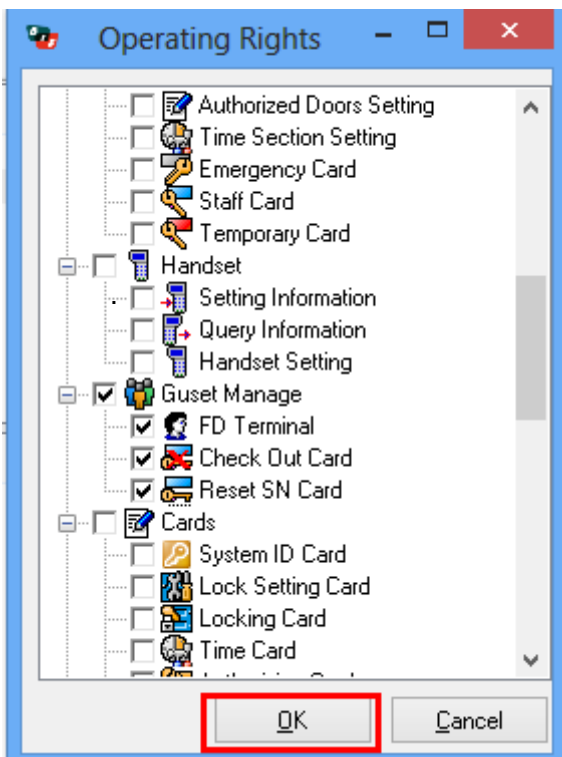 Operating Rights
Authorized Doors Setting
Time Section Setting
Emergency Card
Staff Card
Temporary Card
Handset
Setting Information
Query Information
Handset Setting
Guset Manage
FD Terminal
Check Out Card
Reset SN Card
Cards
System ID Card
Lock Setting Card
Locking Card
Time Card
OK Cancel